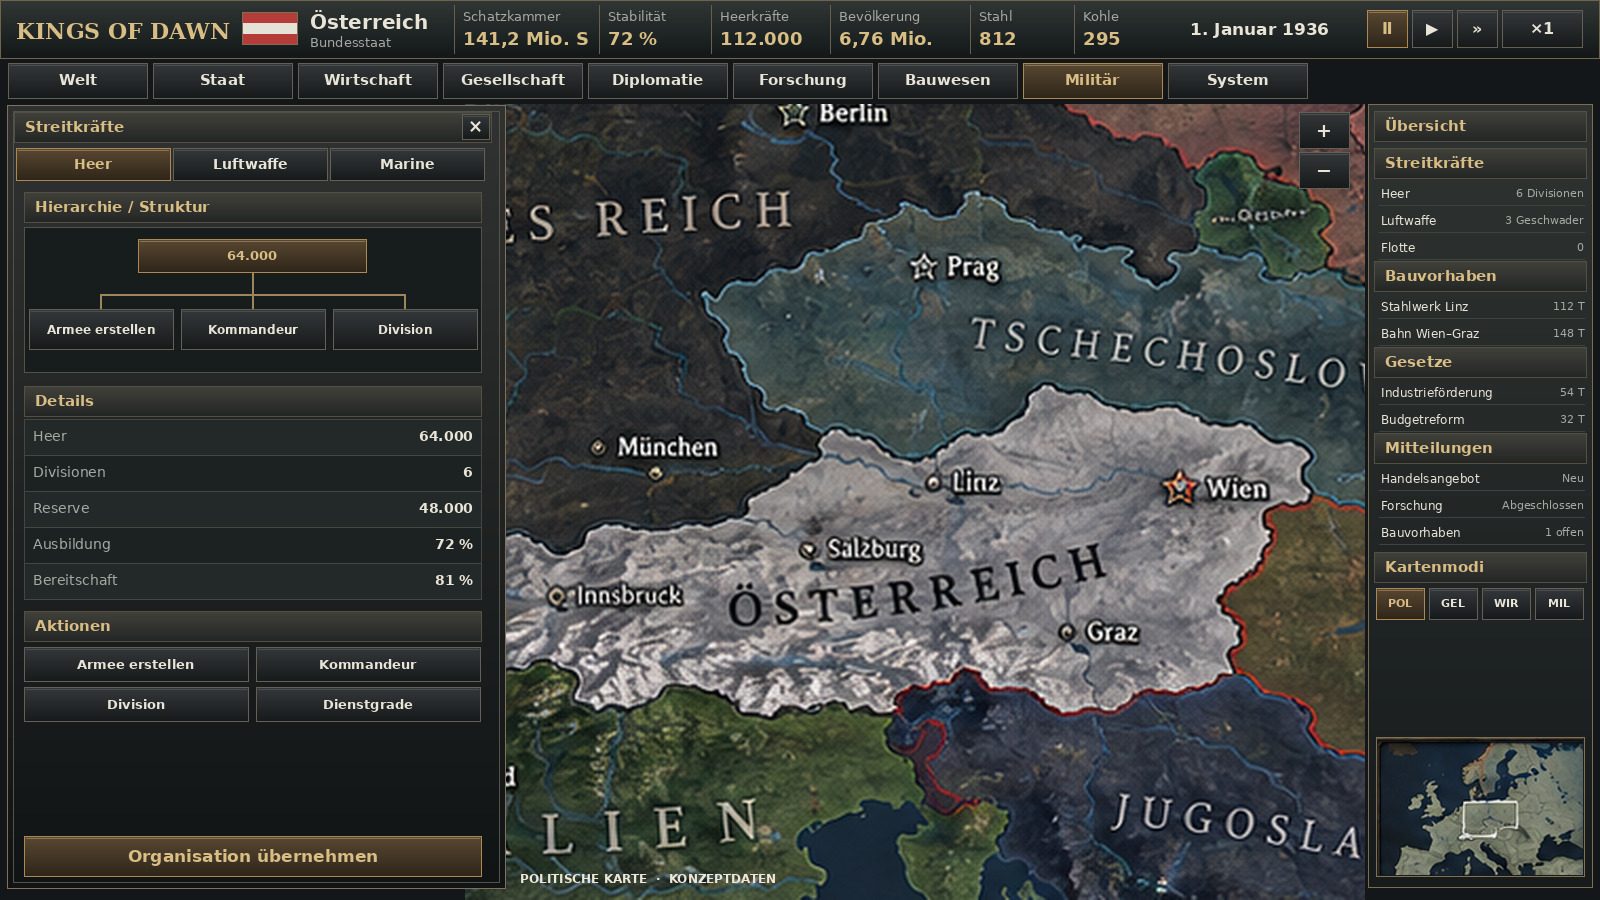 KINGS OF DAWN
Österreich
Bundesstaat
Schatzkammer
141,2 Mio. S
Stabilität
72 %
Heerkräfte
112.000
Bevölkerung
6,76 Mio.
Stahl
812
Kohle
295
1. Januar 1936
×1
Welt
Staat
Wirtschaft
Gesellschaft
Diplomatie
Forschung
Bauwesen
Militär
System
Streitkräfte
×
Heer
Luftwaffe
Marine
Hierarchie / Struktur
64.000
Armee erstellen
Kommandeur
Division
Details
Heer 64.000
Divisionen 6
Reserve 48.000
Ausbildung 72 %
Bereitschaft 81 %
Aktionen
Armee erstellen
Kommandeur
Division
Dienstgrade
Organisation übernehmen
Berlin
ES REICH
Prag
TSCHECHOSLOW
München
Linz
Wien
Salzburg
Innsbruck
ÖSTERREICH
Graz
d
LIEN
JUGOSLA
POLITISCHE KARTE · KONZEPTDATEN
+
−
Übersicht
Streitkräfte
Heer 6 Divisionen
Luftwaffe 3 Geschwader
Flotte 0
Bauvorhaben
Stahlwerk Linz 112 T
Bahn Wien–Graz 148 T
Gesetze
Industrieförderung 54 T
Budgetreform 32 T
Mitteilungen
Handelsangebot Neu
Forschung Abgeschlossen
Bauvorhaben 1 offen
Kartenmodi
POL
GEL
WIR
MIL